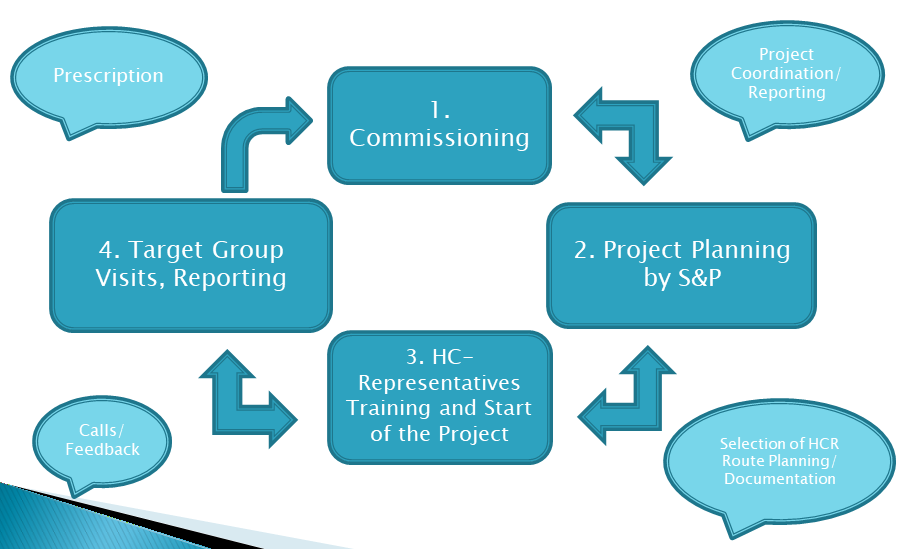 Prescription
1.
Commissioning
Project
Coordination/
Reporting
4. Target Group
Visits, Reporting
2. Project Planning
by S&P
3. HC-
Representatives
Training and Start
of the Project
Calls/
Feedback
Selection of HCR
Route Planning/
Documentation